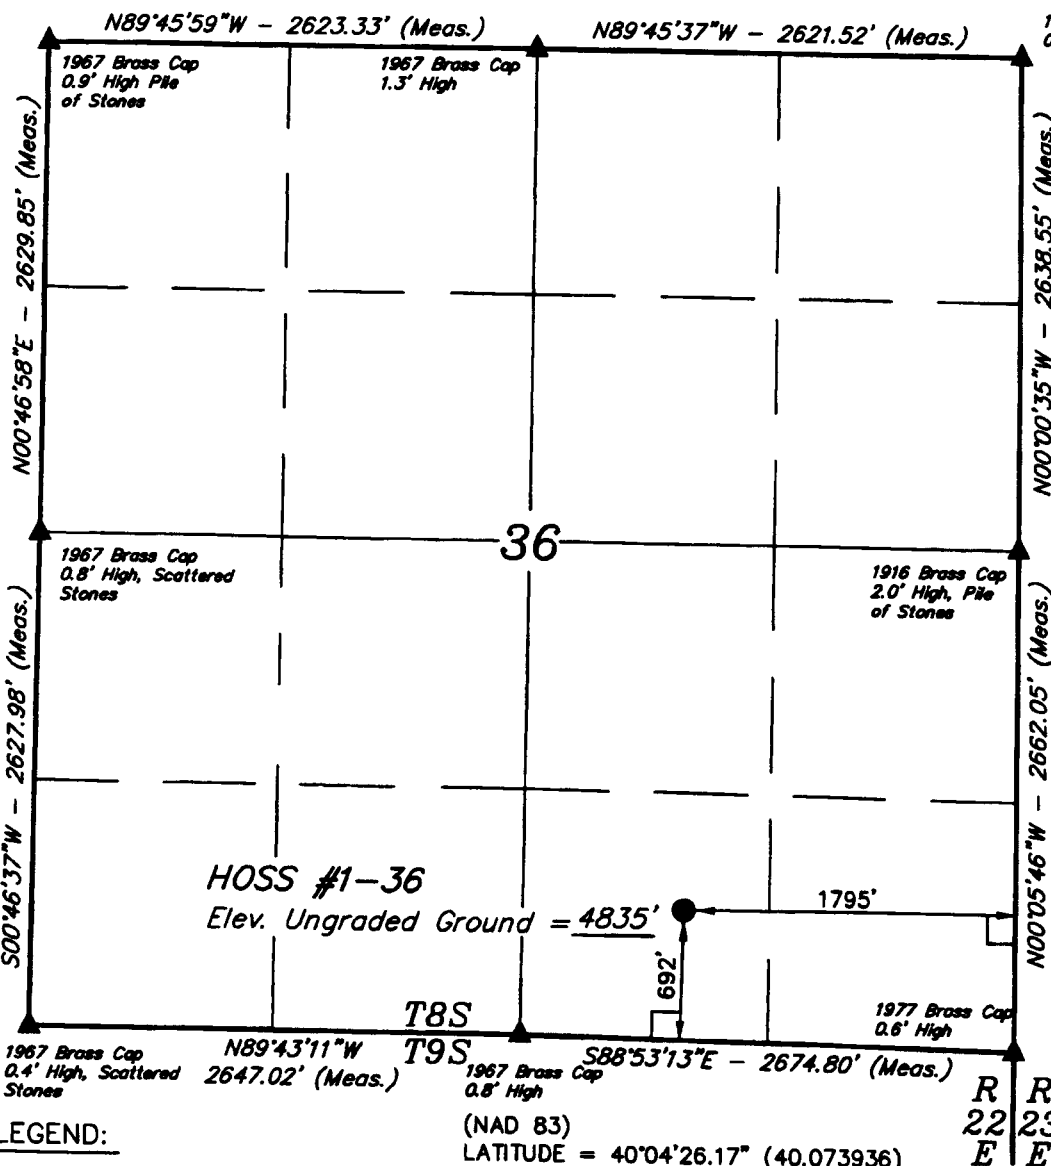 N89°45'59"W - 2623.33' (Meas.)
N89°45'37"W - 2621.52' (Meas.)
1967 Brass Cap
0.9' High Pile
of Stones
1967 Brass Cap
1.3' High
N00°46'58"E - 2629.85' (Meas.)
N00°00'35"W - 2638.55' (Meas.)
36
1967 Brass Cap
0.8' High, Scattered
Stones
1916 Brass Cap
2.0' High, Pile
of Stones
S00°46'37"W - 2627.98' (Meas.)
N00°05'46"W - 2662.05' (Meas.)
HOSS #1-36
Elev. Ungraded Ground = 4835'
1795'
692'
1977 Brass Cap
0.6' High
T8S
T9S
1967 Brass Cap
0.4' High, Scattered
Stones
N89°43'11"W
2647.02' (Meas.)
1967 Brass Cap
0.8' High
S88°53'13"E - 2674.80' (Meas.)
R R
22 23
E E
LEGEND:
(NAD 83)
LATITUDE = 40°04'26.17" (40.073936)